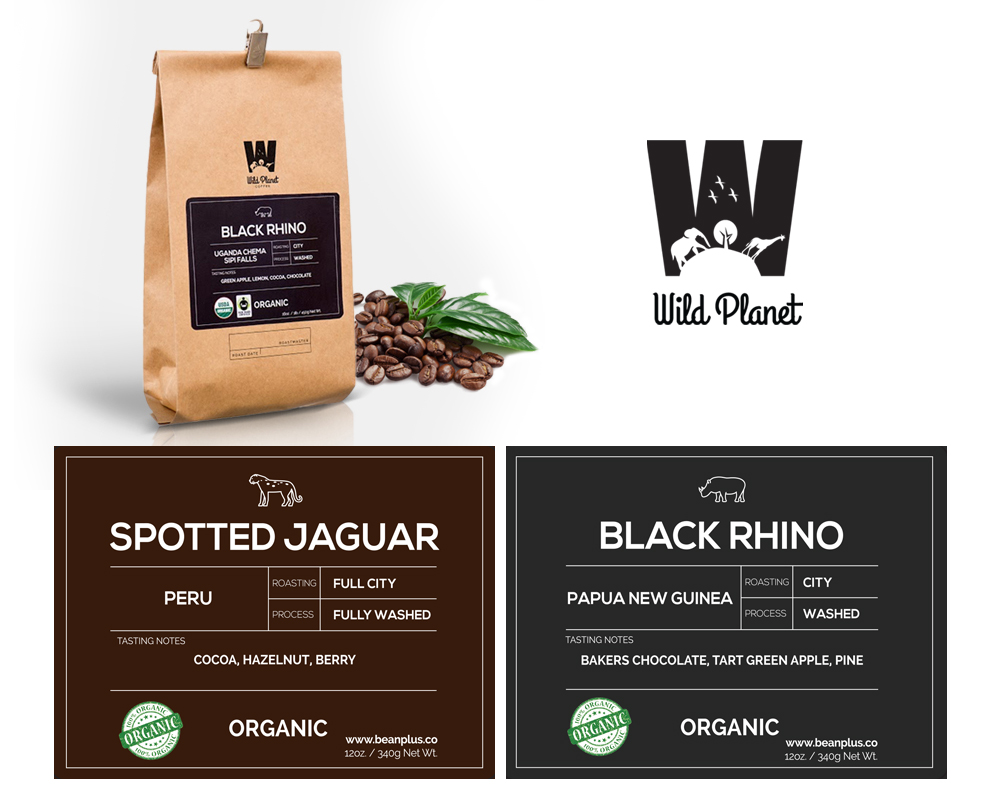 W
Wild Planet
COFFEE
BLACK RHINO
UGANDA CHEMA
SIPI FALLS
ROASTING
CITY
PROCESS
WASHED
TASTING NOTES
GREEN APPLE, LEMON, COCOA, CHOCOLATE
USDA
ORGANIC
ORGANIC
ROASTMASTER
ROAST DATE
W
Wild Planet
SPOTTED JAGUAR
PERU
ROASTING
FULL CITY
PROCESS
FULLY WASHED
TASTING NOTES
COCOA, HAZELNUT, BERRY
100% ORGANIC
ORGANIC
100% ORGANIC
ORGANIC
www.beanplus.co
12oz. / 340g Net Wt.
BLACK RHINO
PAPUA NEW GUINEA
ROASTING
CITY
PROCESS
WASHED
TASTING NOTES
BAKERS CHOCOLATE, TART GREEN APPLE, PINE
100% ORGANIC
ORGANIC
100% ORGANIC
ORGANIC
www.beanplus.co
12oz. / 340g Net Wt.